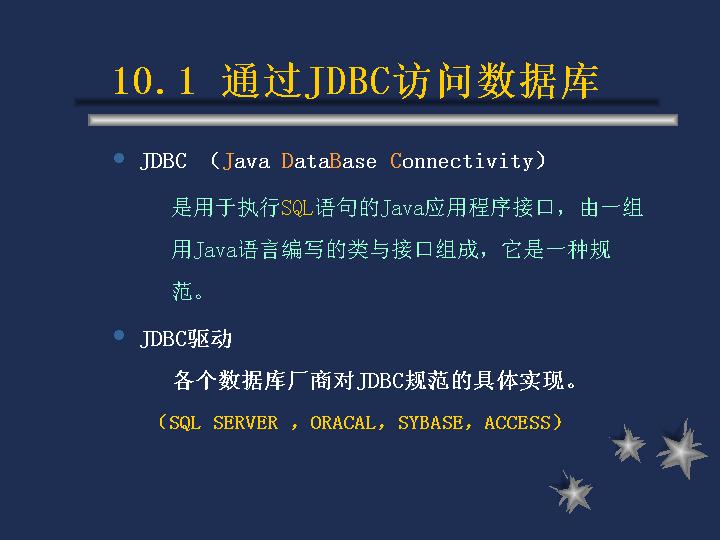 10.1 通过JDBC访问数据库
JDBC （Java DataBase Connectivity）
是用于执行SQL语句的Java应用程序接口，由一组
用Java语言编写的类与接口组成，它是一种规
范。
JDBC驱动
各个数据库厂商对JDBC规范的具体实现。
（SQL SERVER ，ORACAL，SYBASE，ACCESS）